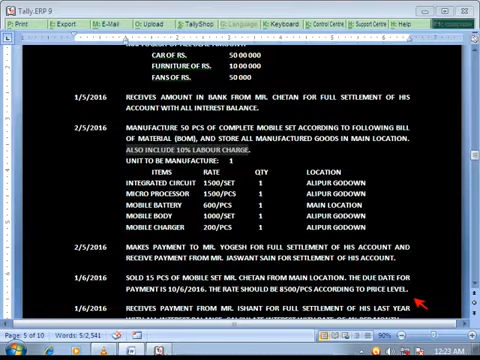 Tally.ERP 9
P: Print E: Export M: E-Mail O: Upload S: TallyShop G: Language K: Keyboard K: Control Centre H: Support Centre H: Help
CAR OF RS. 50 00 000
FURNITURE OF RS. 10 00 000
FANS OF RS. 50 000
1/5/2016 RECEIVES AMOUNT IN BANK FROM MR. CHETAN FOR FULL SETTLEMENT OF HIS
ACCOUNT WITH ALL INTEREST BALANCE.
2/5/2016 MANUFACTURE 50 PCS OF COMPLETE MOBILE SET ACCORDING TO FOLLOWING BILL
OF MATERIAL (BOM), AND STORE ALL MANUFACTURED GOODS IN MAIN LOCATION.
ALSO INCLUDE 10% LABOUR CHARGE.
UNIT TO BE MANUFACTURE: 1
ITEMS RATE QTY LOCATION
INTEGRATED CIRCUIT 1500/SET 1 ALIPUR GODOWN
MICRO PROCESSOR 1500/PCS 1 ALIPUR GODOWN
MOBILE BATTERY 600/PCS 1 MAIN LOCATION
MOBILE BODY 1000/SET 1 ALIPUR GODOWN
MOBILE CHARGER 200/PCS 1 ALIPUR GODOWN
2/5/2016 MAKES PAYMENT TO MR. YOGESH FOR FULL SETTLEMENT OF HIS ACCOUNT AND
RECEIVE PAYMENT FROM MR. JASWANT SAIN FOR SETTLEMENT OF HIS ACCOUNT.
1/6/2016 SOLD 15 PCS OF MOBILE SET MR. CHETAN FROM MAIN LOCATION. THE DUE DATE FOR
PAYMENT IS 10/6/2016. THE RATE SHOULD BE 8500/PCS ACCORDING TO PRICE LEVEL.
1/6/2016 RECEIVES PAYMENT FROM MR. ISHANT FOR FULL SETTLEMENT OF HIS LAST YEAR
Page: 5 of 10 Words: 5/2,541 90%
12:23 AM